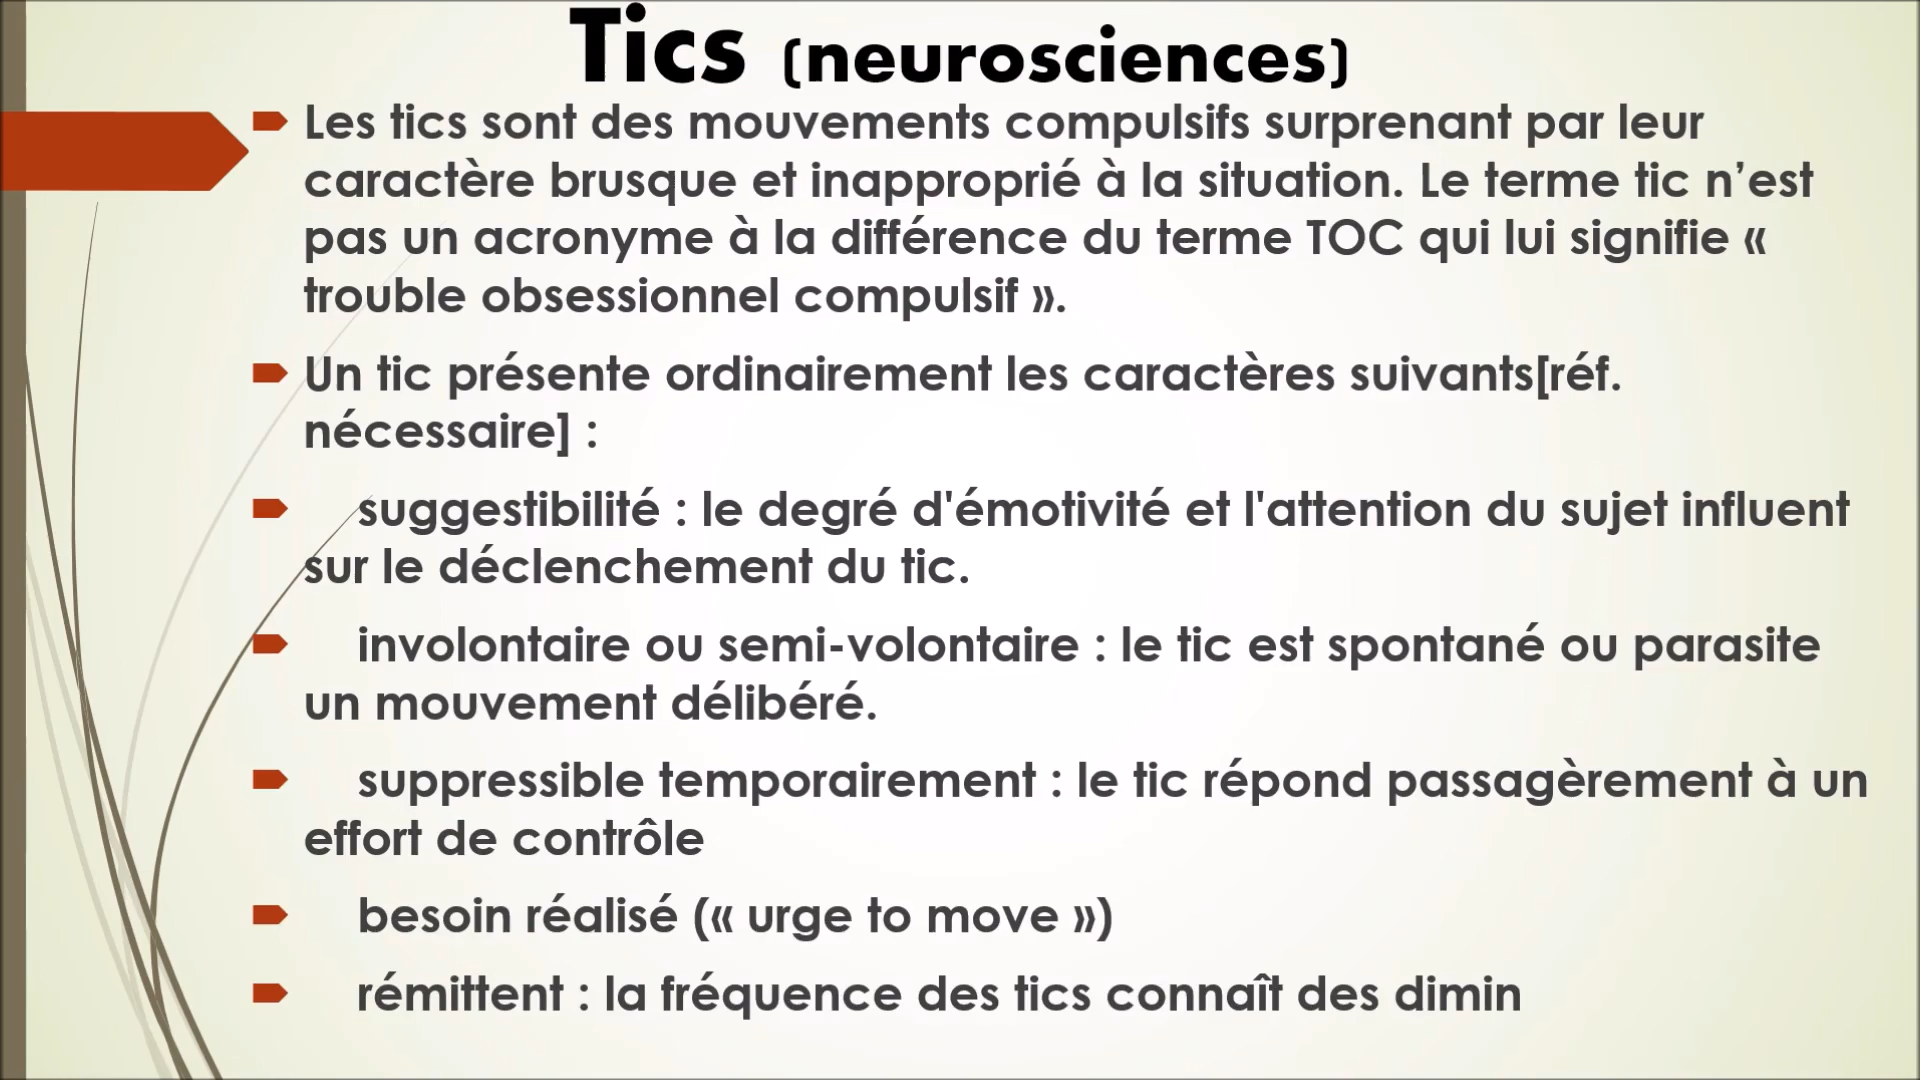 Tics (neurosciences)
Les tics sont des mouvements compulsifs surprenant par leur
caractère brusque et inapproprié à la situation. Le terme tic n’est
pas un acronyme à la différence du terme TOC qui lui signifie «
trouble obsessionnel compulsif ».
Un tic présente ordinairement les caractères suivants[réf.
nécessaire] :
suggestibilité : le degré d'émotivité et l'attention du sujet influent
sur le déclenchement du tic.
involontaire ou semi-volontaire : le tic est spontané ou parasite
un mouvement délibéré.
suppressible temporairement : le tic répond passagèrement à un
effort de contrôle
besoin réalisé (« urge to move »)
rémittent : la fréquence des tics connaît des dimin